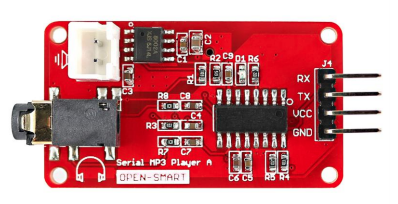 J4
C2
C1
R1
R2
C9
D1
R6
RX
TX
VCC
GND
C3
R8
C8
R3
C4
R7
C7
C6
C5
R5
R4
Serial MP3 Player A
OPEN-SMART